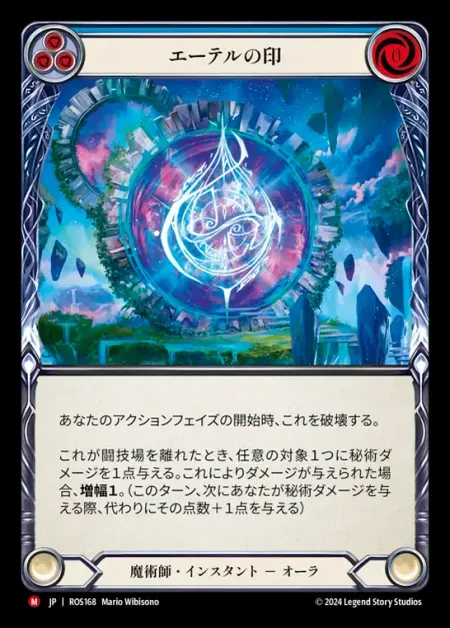 エーテルの印
0
あなたのアクションフェイズの開始時、これを破壊する。
これが闘技場を離れたとき、任意の対象１つに秘術ダ
メージを１点与える。これによりダメージが与えられた場
合、増幅１。（このターン、次にあなたが秘術ダメージを与
える際、代わりにその点数＋１点を与える）
魔術師・インスタント － オーラ
M JP | ROS168 Mario Wibisono © 2024 Legend Story Studios